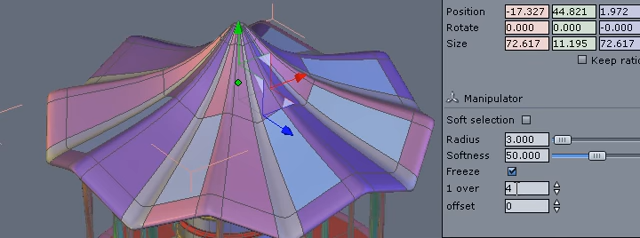 Position -17.327 44.821 1.972
Rotate 0.000 0.000 -0.000
Size 72.617 11.195 72.617
Keep ratio
Manipulator
Soft selection
Radius 3.000
Softness 50.000
Freeze
1 over 4
offset 0